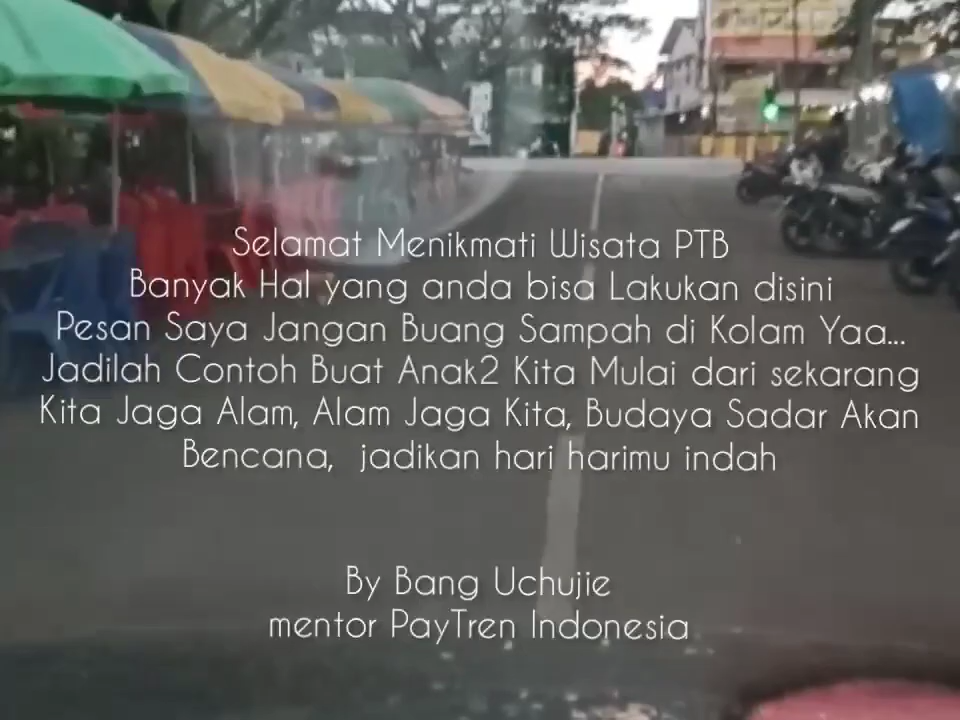 Selamat Menikmati Wisata PTB
Banyak Hal yang anda bisa Lakukan disini
Pesan Saya Jangan Buang Sampah di Kolam Yaa...
Jadilah Contoh Buat Anak2 Kita Mulai dari sekarang
Kita Jaga Alam, Alam Jaga Kita, Budaya Sadar Akan
Bencana, jadikan hari harimu indah
By Bang Uchujie
mentor PayTren Indonesia